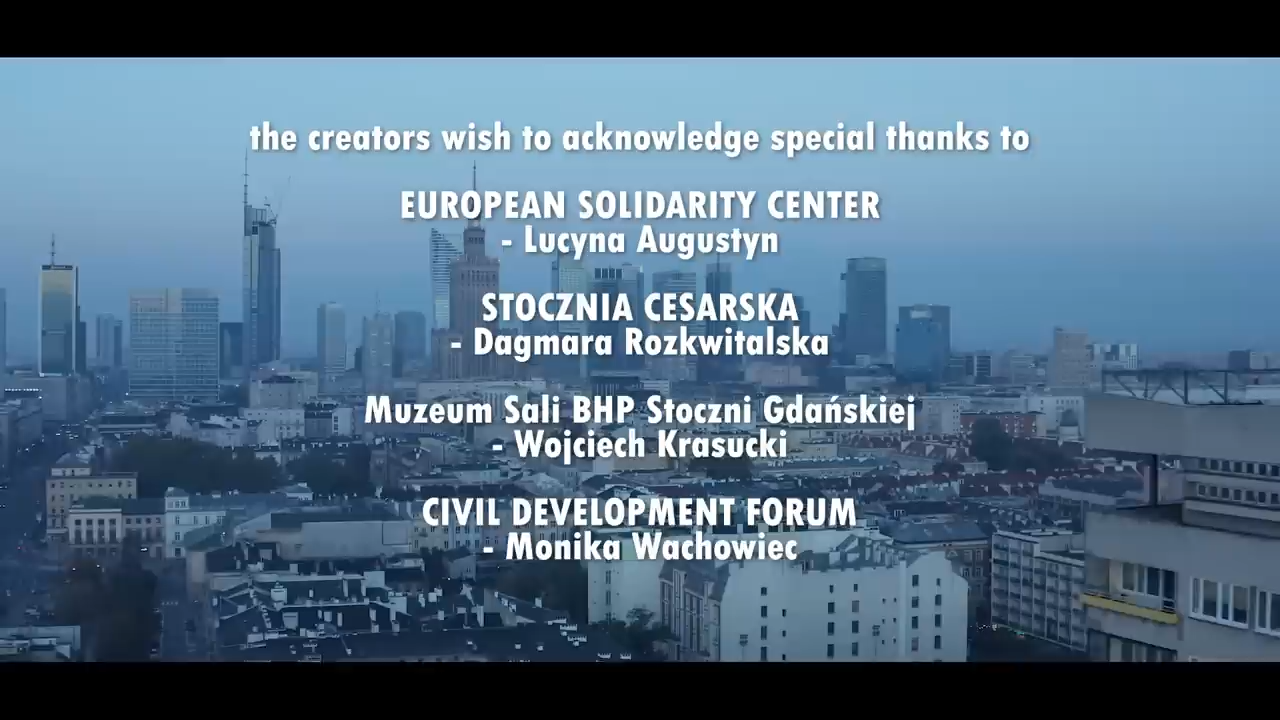 the creators wish to acknowledge special thanks to
EUROPEAN SOLIDARITY CENTER
- Lucyna Augustyn
STOCZNIA CESARSKA
- Dagmara Rozkwitalska
Muzeum Sali BHP Stoczni Gdańskiej
- Wojciech Krasucki
CIVIL DEVELOPMENT FORUM
- Monika Wachowiec